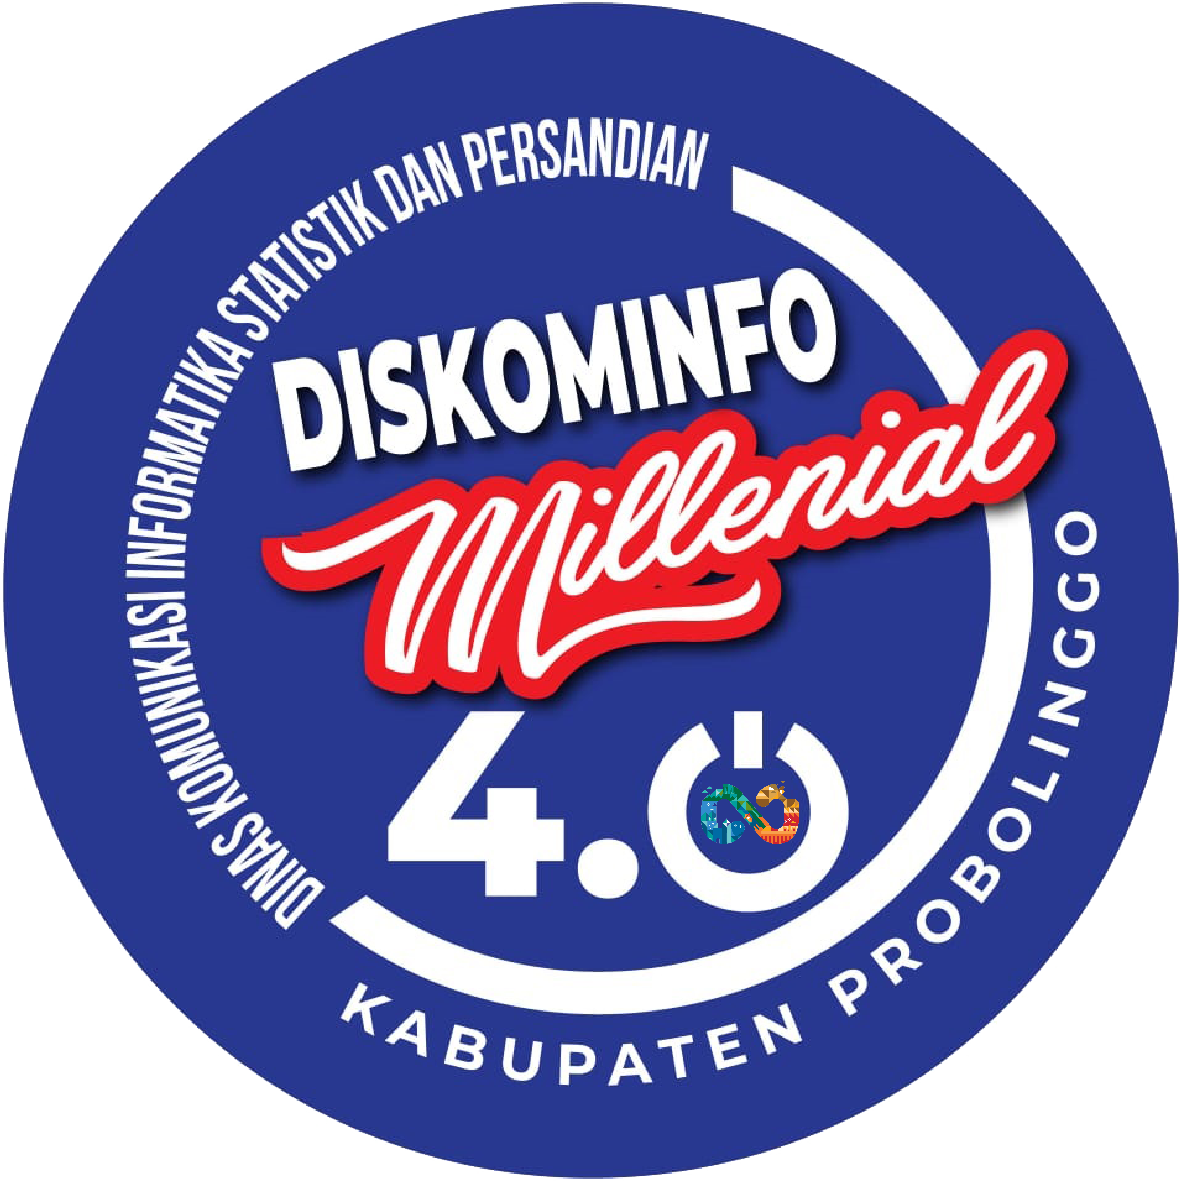 DINAS KOMUNIKASI INFORMATIKA STATISTIK DAN PERSANDIAN
DISKOMINFO
Millenial
4.0
KABUPATEN PROBOLINGGO